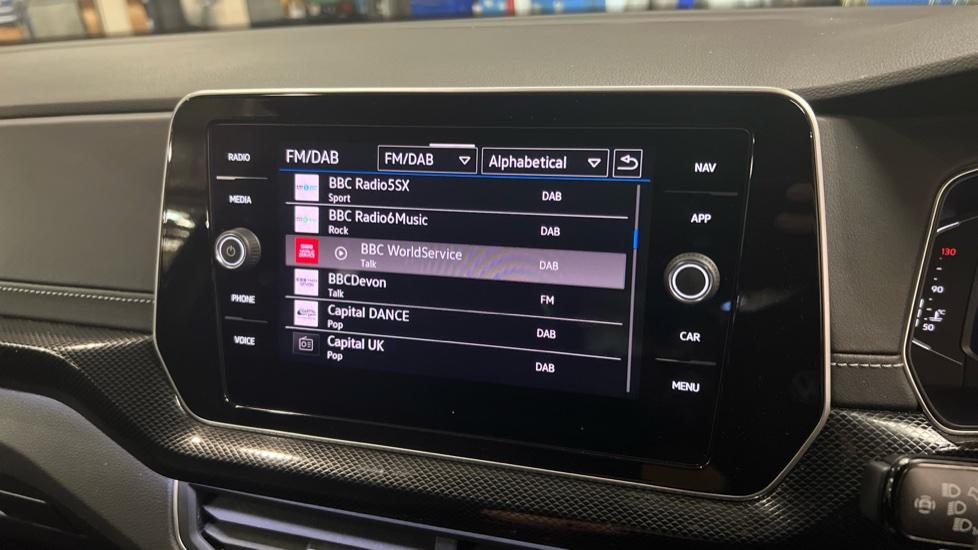 RADIO
MEDIA
PHONE
VOICE
FM/DAB FM/DAB Alphabetical
BBC Radio5SX
Sport DAB
BBC Radio6Music
Rock DAB
BBC WorldService
Talk DAB
BBCDevon
Talk FM
Capital DANCE
Pop DAB
Capital UK
Pop DAB
NAV
APP
CAR
MENU
130
90
50